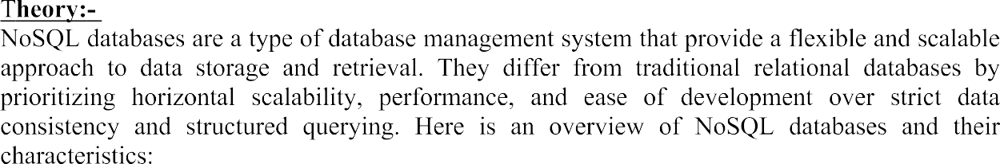 Theory:-
NoSQL databases are a type of database management system that provide a flexible and scalable
approach to data storage and retrieval. They differ from traditional relational databases by
prioritizing horizontal scalability, performance, and ease of development over strict data
consistency and structured querying. Here is an overview of NoSQL databases and their
characteristics: